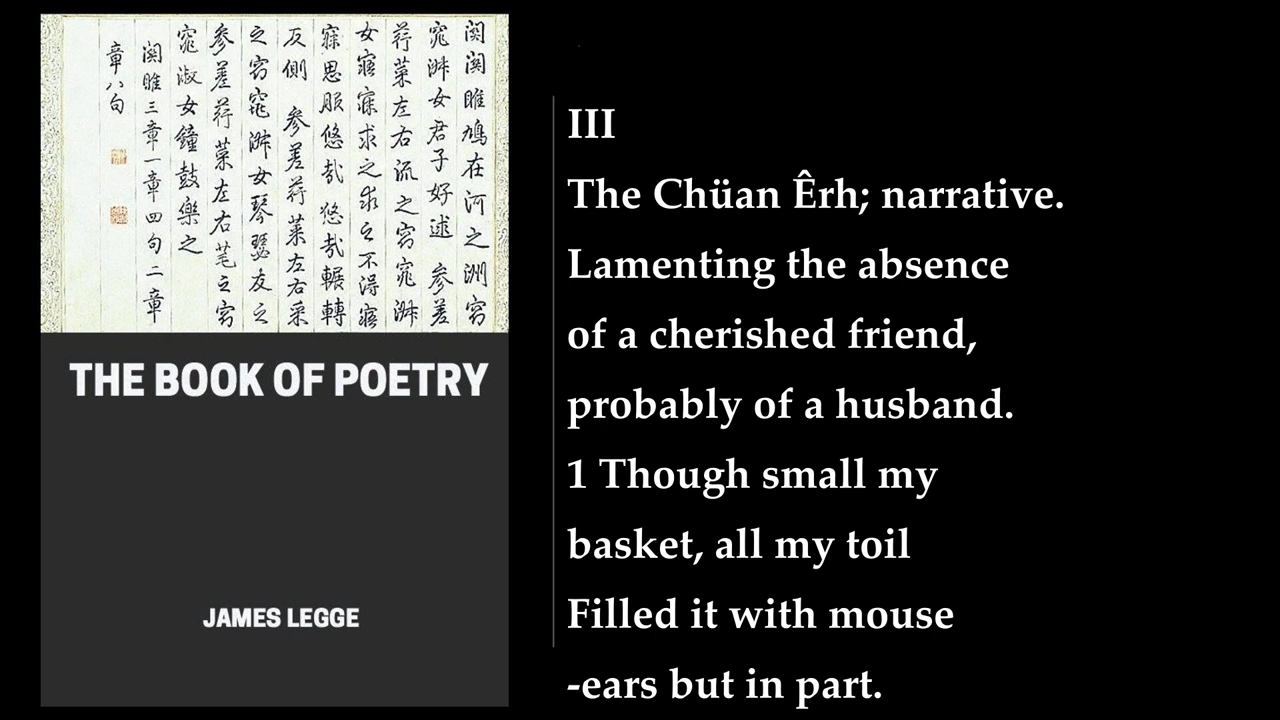 關關雎鳩在河之洲窈
窕淑女君子好逑 參差
荇菜左右流之窈窕淑
女寤寐求之求之不得寤
寐思服悠哉悠哉輾轉
反側 參差荇菜左右采
之窈窕淑女琴瑟友之
參差荇菜左右芼之窈
窕淑女鐘鼓樂之
關雎三章一章四句二章
章八句
THE BOOK OF POETRY
JAMES LEGGE
III
The Chüan Êrh; narrative.
Lamenting the absence
of a cherished friend,
probably of a husband.
1 Though small my
basket, all my toil
Filled it with mouse
-ears but in part.